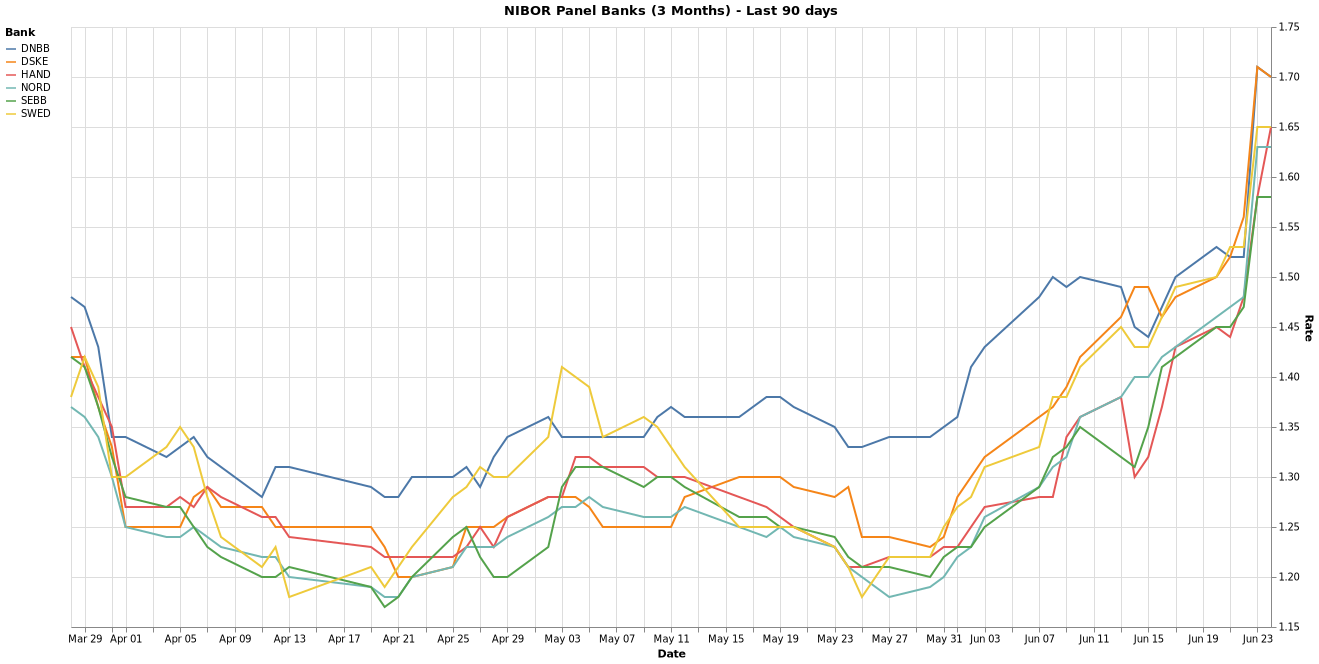 NIBOR Panel Banks (3 Months) - Last 90 days
Bank
DNBB
DSKE
HAND
NORD
SEBB
SWED
1.75
1.70
1.65
1.60
1.55
1.50
1.45
1.40
1.35
1.30
1.25
1.20
1.15
Rate
Mar 29 Apr 01 Apr 05 Apr 09 Apr 13 Apr 17 Apr 21 Apr 25 Apr 29 May 03 May 07 May 11 May 15 May 19 May 23 May 27 May 31 Jun 03 Jun 07 Jun 11 Jun 15 Jun 19 Jun 23
Date